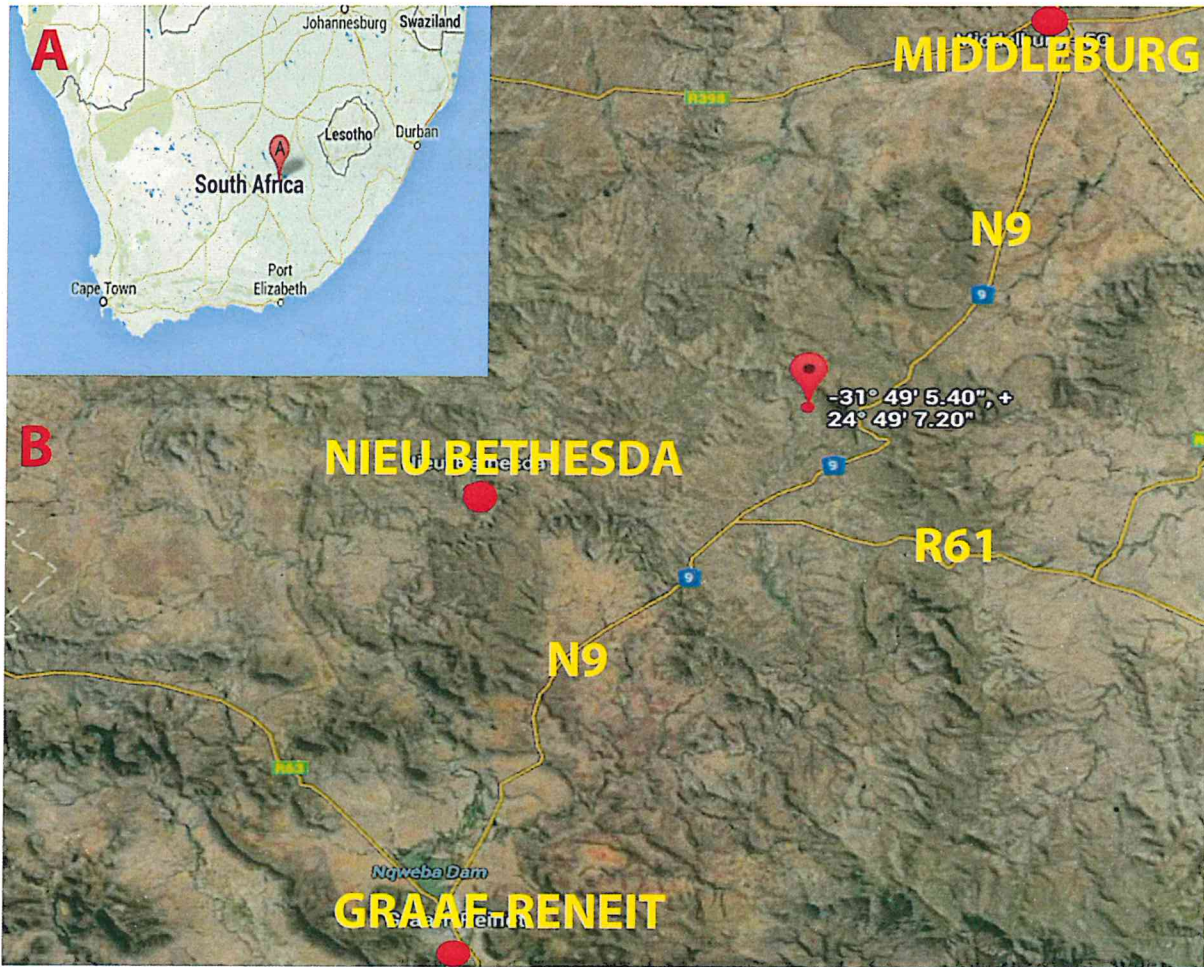 A
Johannesburg
Swaziland
Lesotho
Durban
A
South Africa
Cape Town
Port
Elizabeth
MIDDLEBURG
R398
N9
9
-31° 49' 5.40", +
24° 49' 7.20"
B
NIEU BETHESDA
9
R61
9
N9
R63
Nqweba Dam
GRAAF-RENEIT